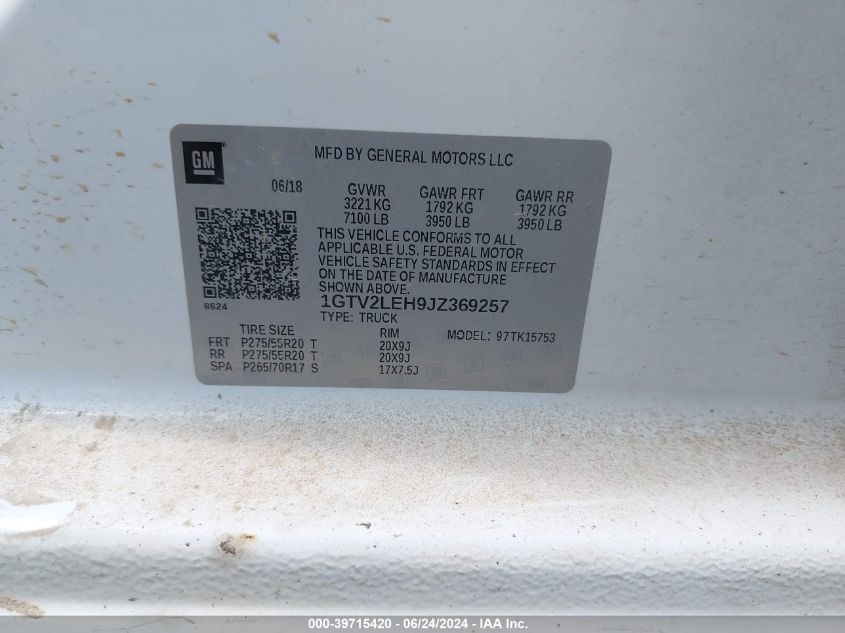 GM
MFD BY GENERAL MOTORS LLC
06/18
GVWR GAWR FRT GAWR RR
3221 KG 1792 KG 1792 KG
7100 LB 3950 LB 3950 LB
THIS VEHICLE CONFORMS TO ALL
APPLICABLE U.S. FEDERAL MOTOR
VEHICLE SAFETY STANDARDS IN EFFECT
ON THE DATE OF MANUFACTURE
SHOWN ABOVE.
8624
1GTV2LEH9JZ369257
TYPE: TRUCK
MODEL: 97TK15753
TIRE SIZE RIM
FRT P275/55R20 T 20X9J
RR P275/55R20 T 20X9J
SPA P265/70R17 S 17X7.5J
000-39715420 - 06/24/2024 - IAA Inc.